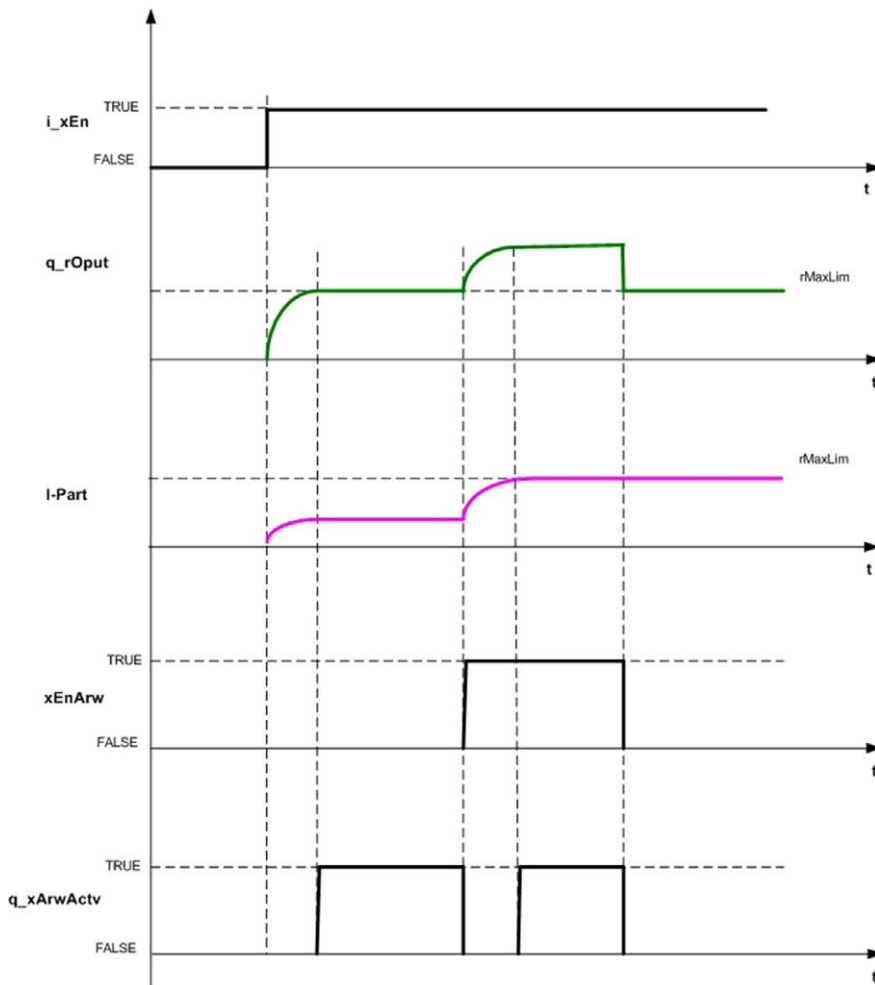 TRUE
i_xEn
FALSE
t
q_rOput
rMaxLim
t
rMaxLim
I-Part
t
TRUE
xEnArw
FALSE
t
TRUE
q_xArwActv
FALSE
t